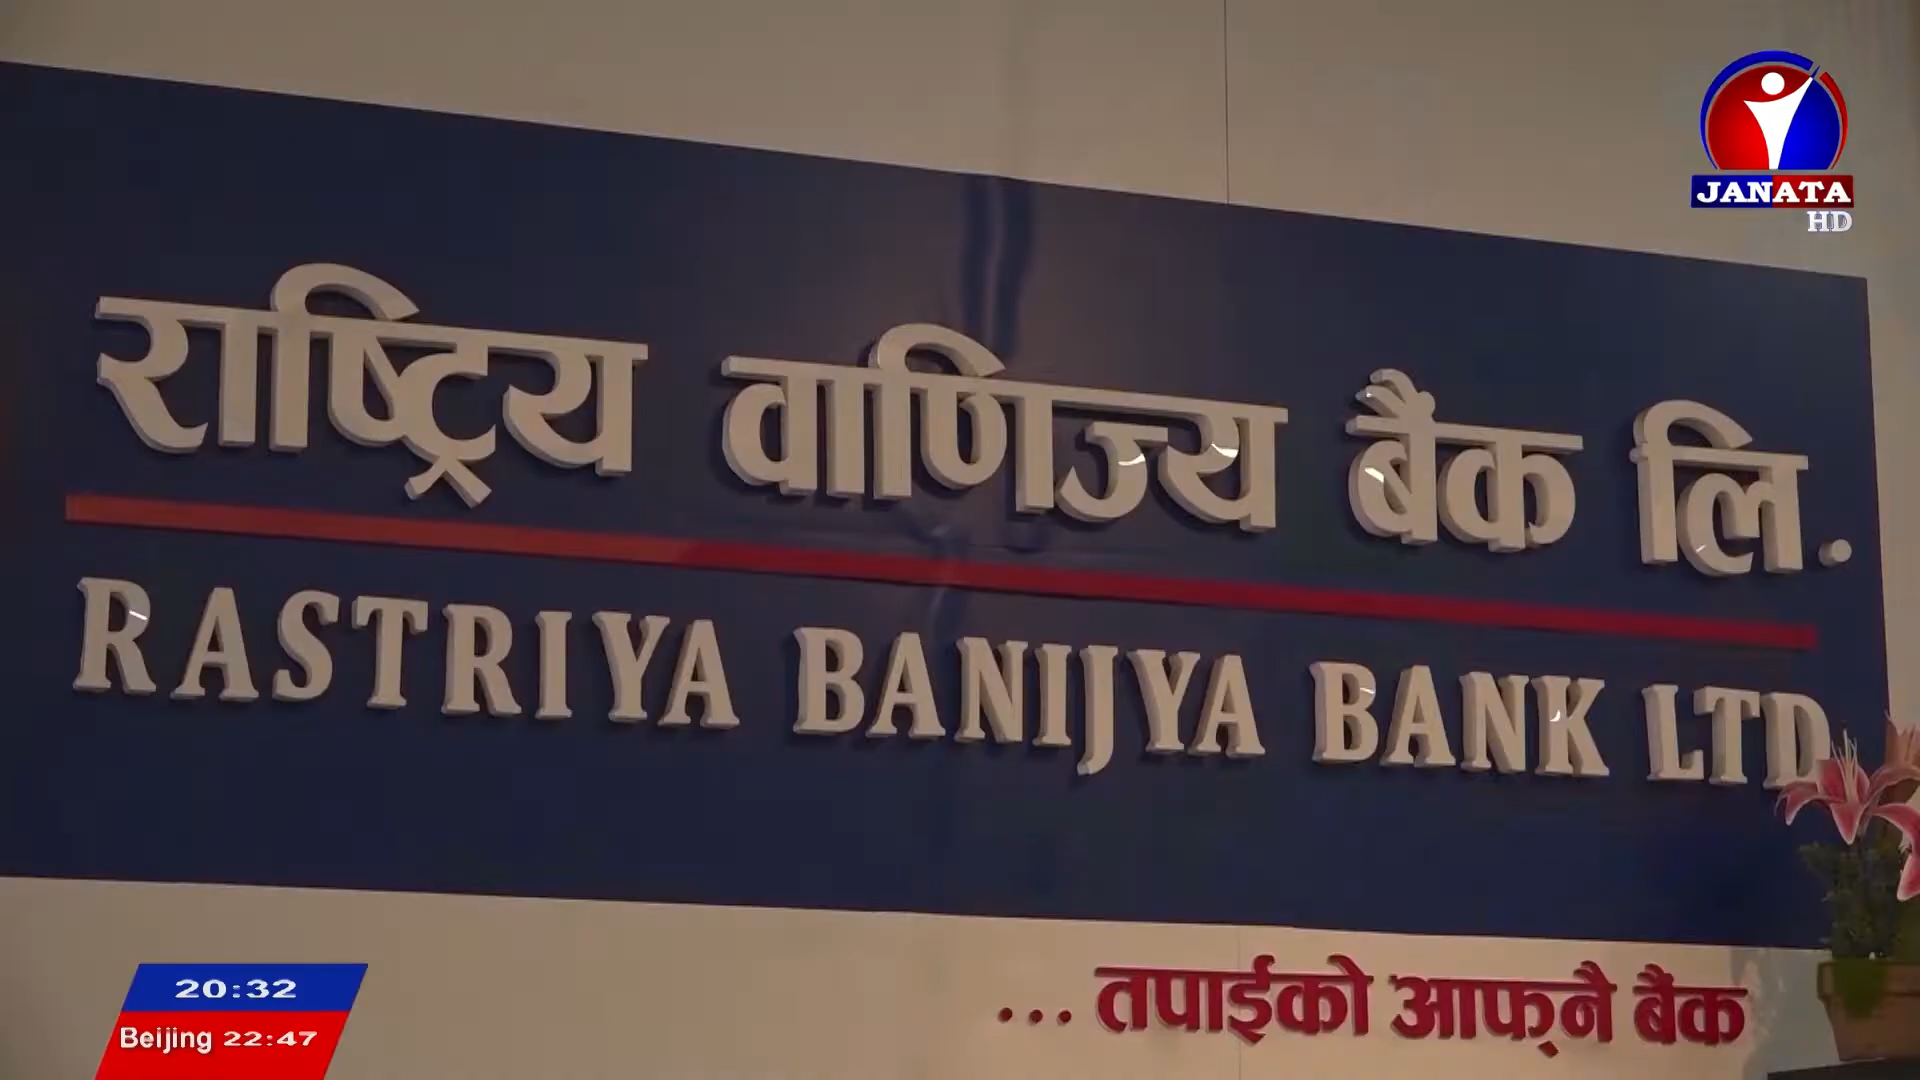 JANATA
HD
राष्ट्रिय वाणिज्य बैंक लि.
RASTRIYA BANIJYA BANK LTD
... तपाईको आफ्नै बैंक
20:32
Beijing 22:47